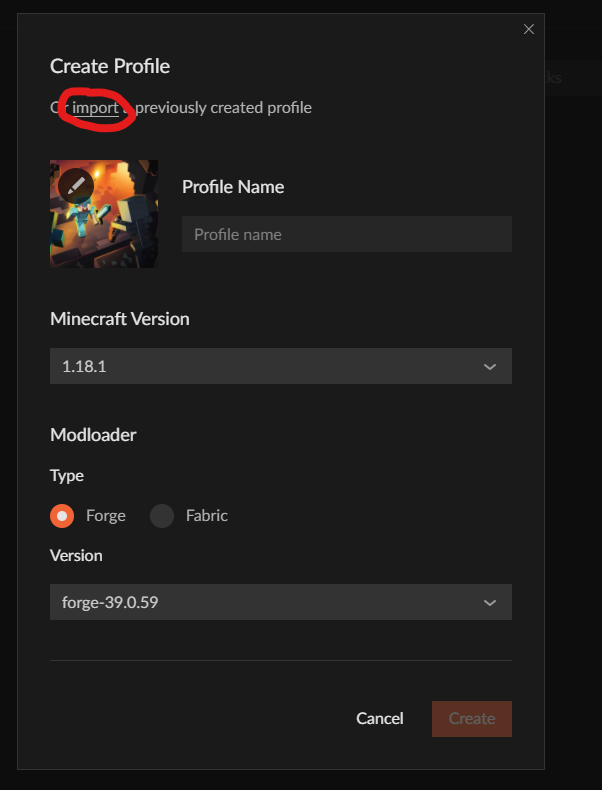 Create Profile
Or import a previously created profile
Profile Name
Profile name
Minecraft Version
1.18.1
Modloader
Type
Forge Fabric
Version
forge-39.0.59
Cancel Create